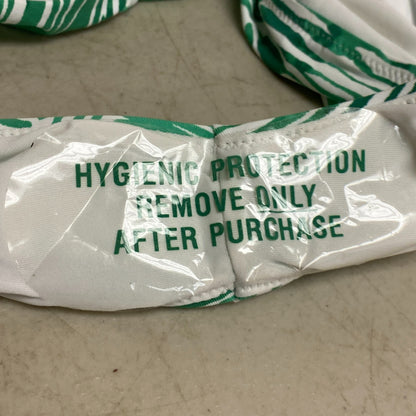 HYGIENIC PROTECTION
REMOVE ONLY
AFTER PURCHASE